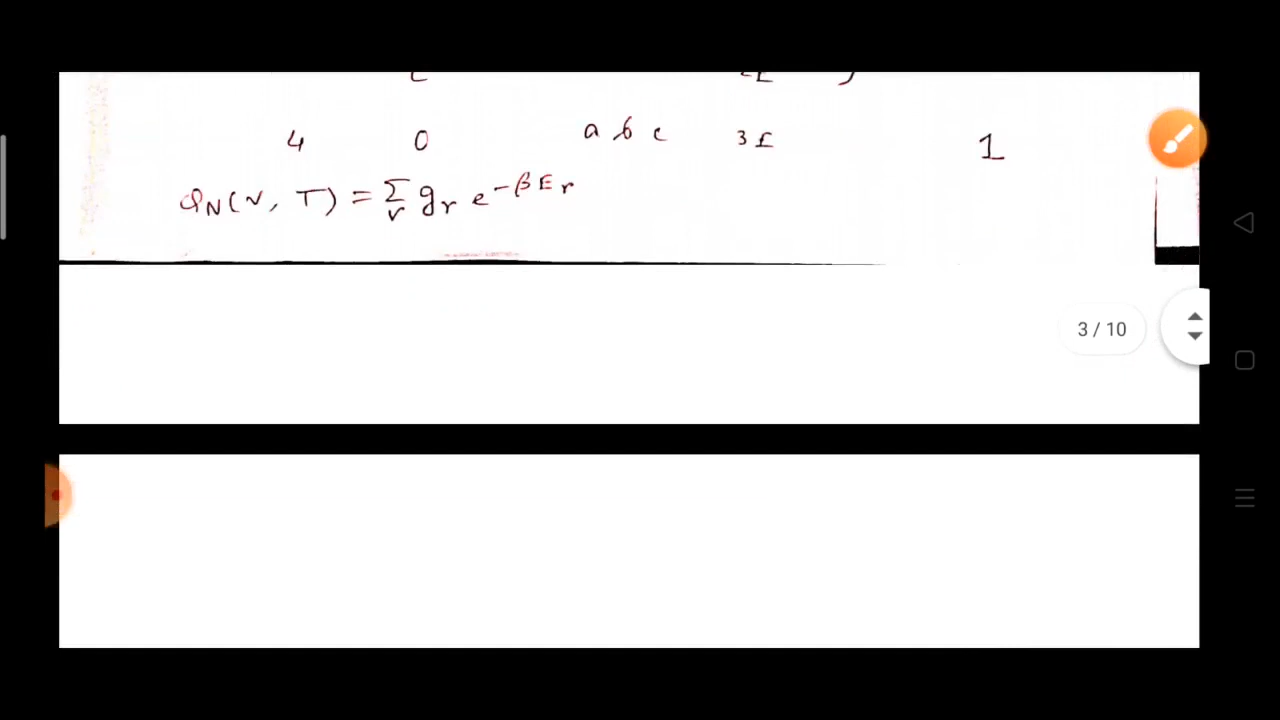 4 0 a b c 3ε 1
Q_N(V, T) = Σ_r g_r e^{-βE_r}
3 / 10